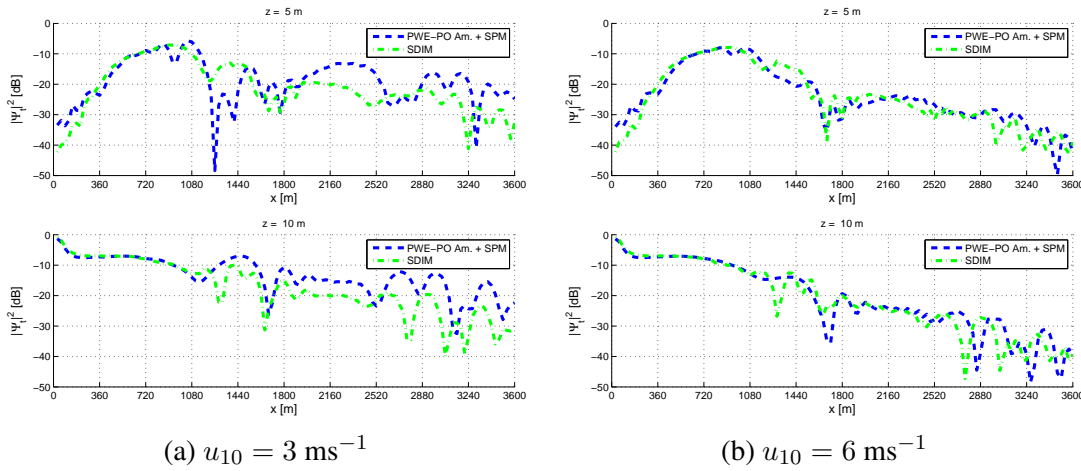 z = 5 m
0
−10
−20
−30
−40
−50
|Ψt|² [dB]
PWE−PO Am. + SPM
SDIM
0 360 720 1080 1440 1800 2160 2520 2880 3240 3600
x [m]
z = 10 m
0
−10
−20
−30
−40
−50
|Ψt|² [dB]
PWE−PO Am. + SPM
SDIM
0 360 720 1080 1440 1800 2160 2520 2880 3240 3600
x [m]
(a) u10 = 3 ms−1
z = 5 m
0
−10
−20
−30
−40
−50
|Ψt|² [dB]
PWE−PO Am. + SPM
SDIM
0 360 720 1080 1440 1800 2160 2520 2880 3240 3600
x [m]
z = 10 m
0
−10
−20
−30
−40
−50
|Ψt|² [dB]
PWE−PO Am. + SPM
SDIM
0 360 720 1080 1440 1800 2160 2520 2880 3240 3600
x [m]
(b) u10 = 6 ms−1